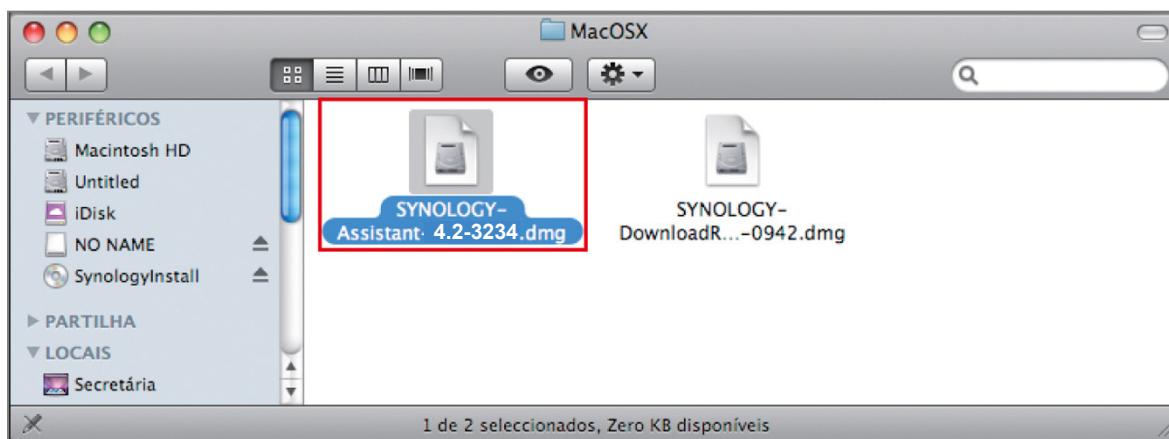 MacOSX
PERIFÉRICOS
Macintosh HD
Untitled
iDisk
NO NAME
SynologyInstall
PARTILHA
LOCAIS
Secretária
SYNOLOGY-
Assistant- 4.2-3234.dmg
SYNOLOGY-
DownloadR...-0942.dmg
1 de 2 seleccionados, Zero KB disponíveis